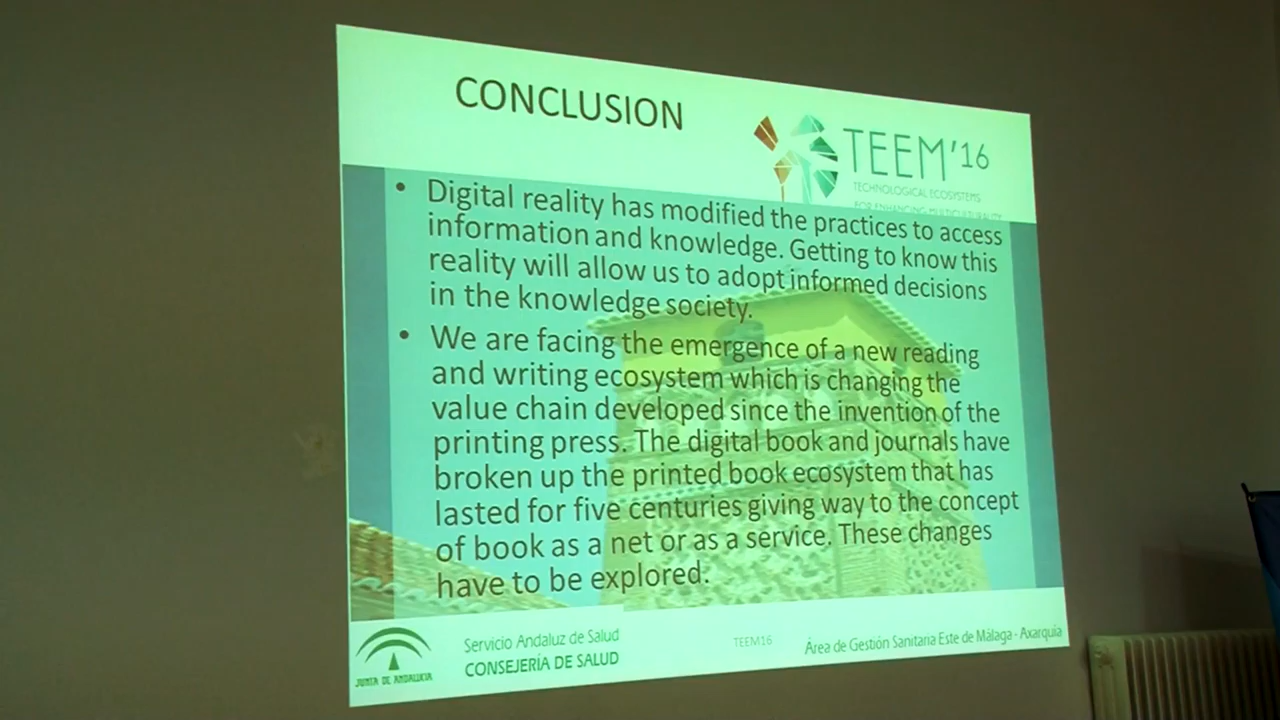 CONCLUSION
TEEM'16
TECHNOLOGICAL ECOSYSTEMS
FOR ENHANCING MULTICULTURALITY
• Digital reality has modified the practices to access
information and knowledge. Getting to know this
reality will allow us to adopt informed decisions
in the knowledge society.
• We are facing the emergence of a new reading
and writing ecosystem which is changing the
value chain developed since the invention of the
printing press. The digital book and journals have
broken up the printed book ecosystem that has
lasted for five centuries giving way to the concept
of book as a net or as a service. These changes
have to be explored.
JUNTA DE ANDALUCIA
Servicio Andaluz de Salud
CONSEJERÍA DE SALUD
TEEM16
Área de Gestión Sanitaria Este de Málaga - Axarquia